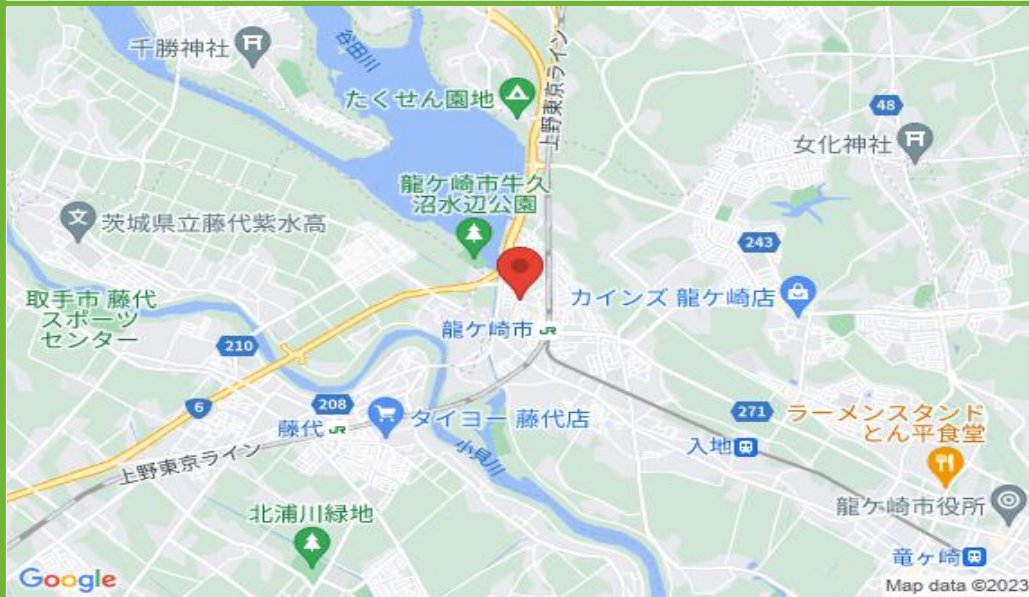 千勝神社
谷田川
上野東京ライン
たくせん園地
48
女化神社
龍ケ崎市牛久
沼水辺公園
茨城県立藤代紫水高
243
取手市 藤代
スポーツ
センター
カインズ 龍ケ崎店
龍ケ崎市 JR
210
6
208
藤代 JR
タイヨー 藤代店
271
ラーメンスタンド
とん平食堂
入地
上野東京ライン
小貝川
龍ケ崎市役所
北浦川緑地
竜ヶ崎
Google
Map data ©2023